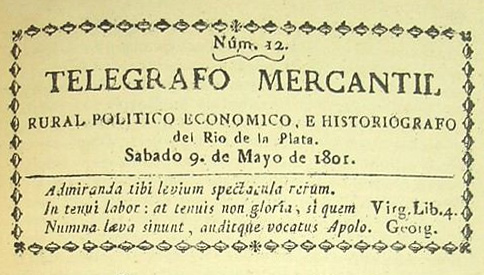 Núm. 12.
TELEGRAFO MERCANTIL
RURAL POLITICO ECONOMICO, E HISTORIÓGRAFO
del Rio de la Plata.
Sabado 9. de Mayo de 1801.
Admiranda tibi levium spectacula rerum.
In tenui labor: at tenuis non gloria, si quem Virg. Lib. 4.
Numina læva sinunt, auditque vocatus Apolo. Georg.